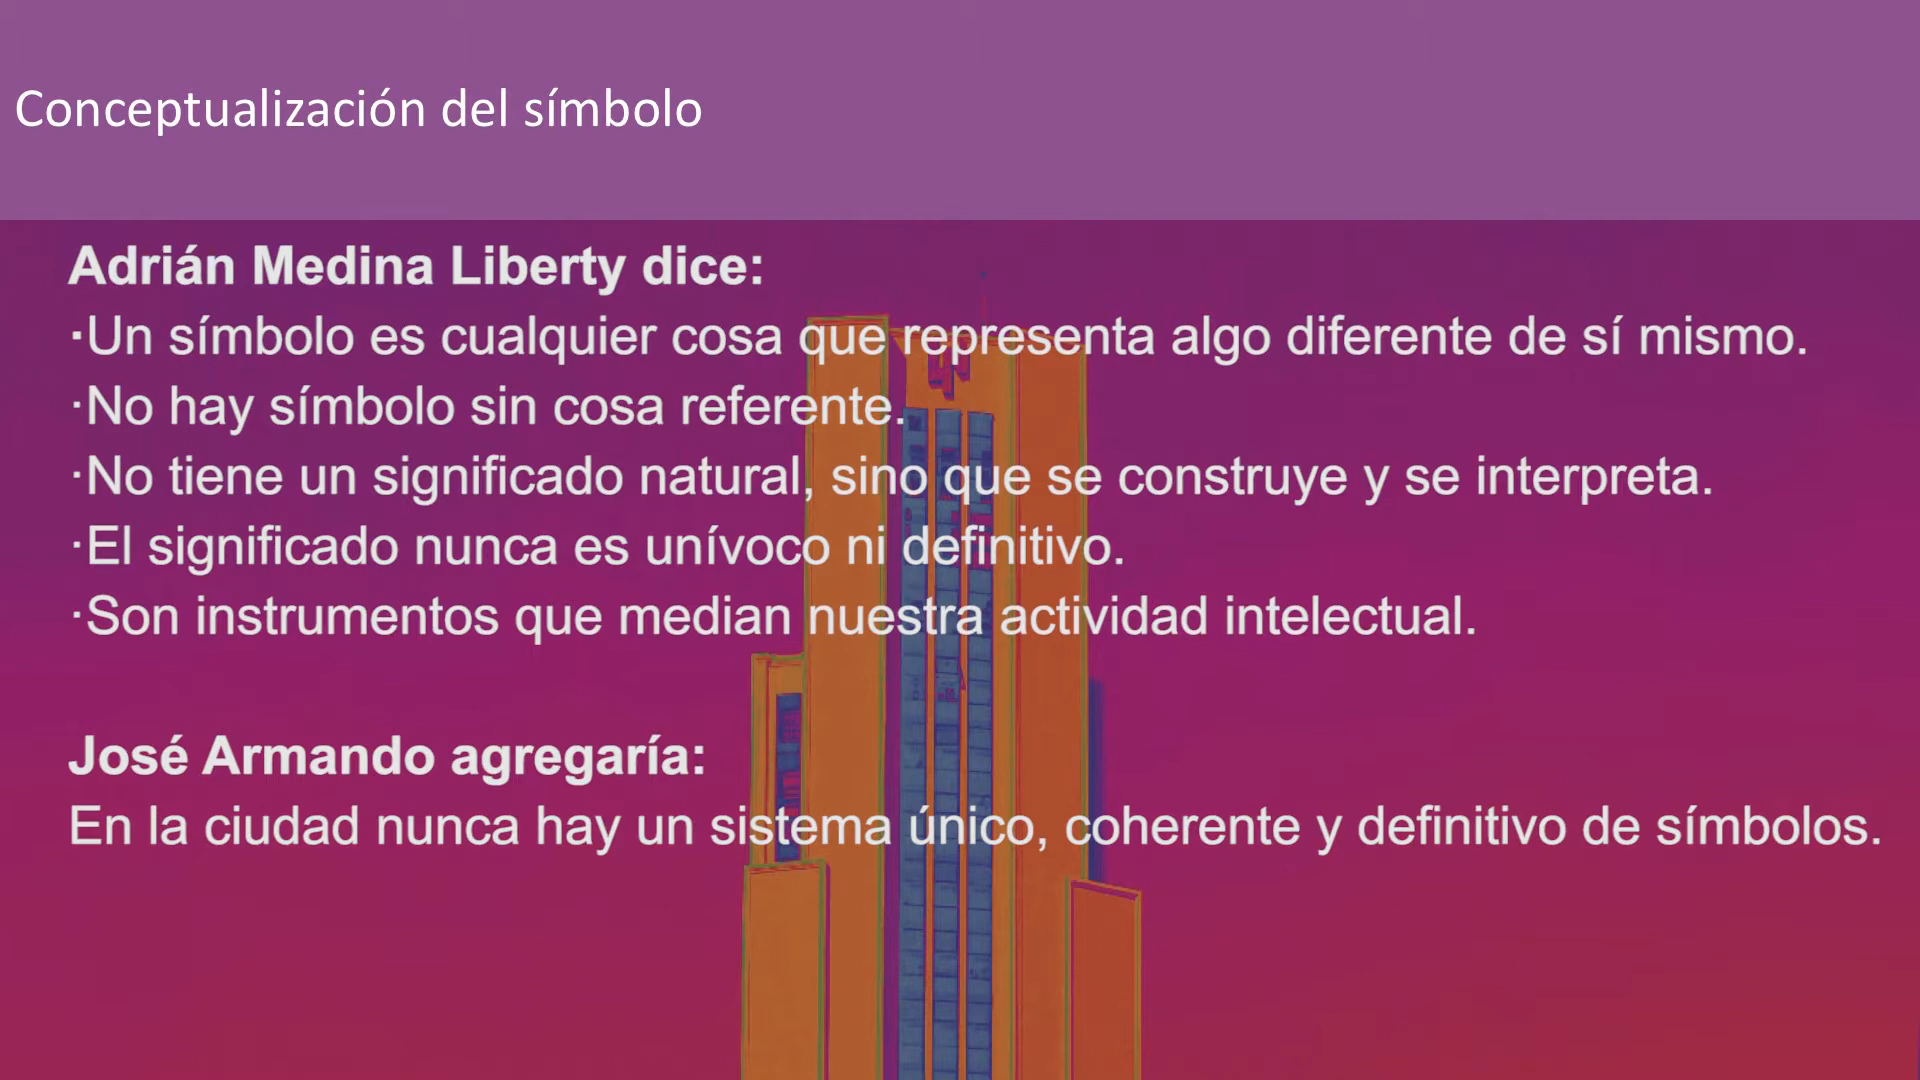 Conceptualización del símbolo
Adrián Medina Liberty dice:
·Un símbolo es cualquier cosa que representa algo diferente de sí mismo.
·No hay símbolo sin cosa referente.
·No tiene un significado natural, sino que se construye y se interpreta.
·El significado nunca es unívoco ni definitivo.
·Son instrumentos que median nuestra actividad intelectual.
José Armando agregaría:
En la ciudad nunca hay un sistema único, coherente y definitivo de símbolos.